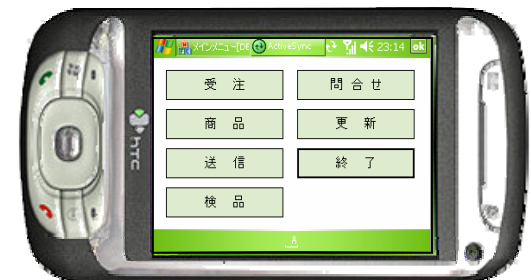 メインメニュー[DE ActiveSync 23:14 ok
受 注
問 合 せ
商 品
更 新
送 信
終 了
検 品
hTC